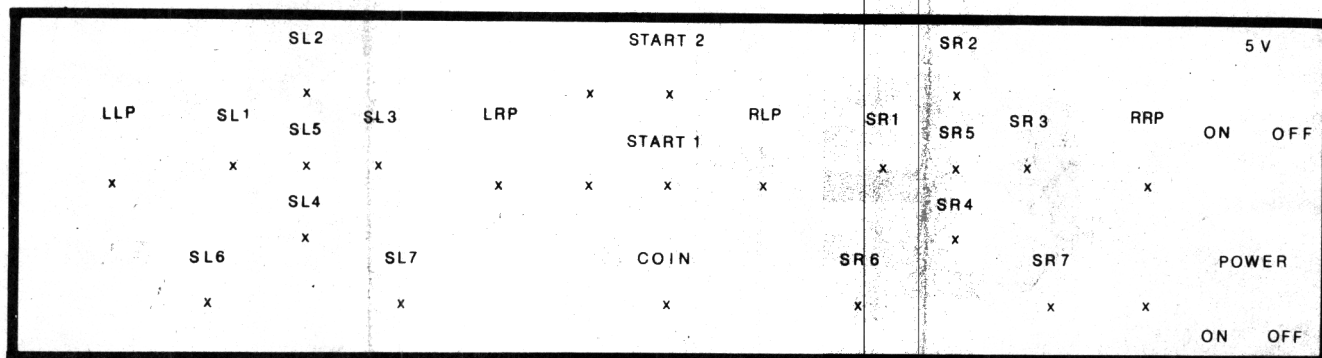 SL2 START 2 SR2 5 V
LLP SL1 SL3 LRP RLP SR1 SR3 RRP
x x x x
SL5 START 1 SR5 ON OFF
x x x x x x
x x x x x x
SL4 SR4
x x
SL6 SL7 COIN SR6 SR7 POWER
x x x x x x
ON OFF